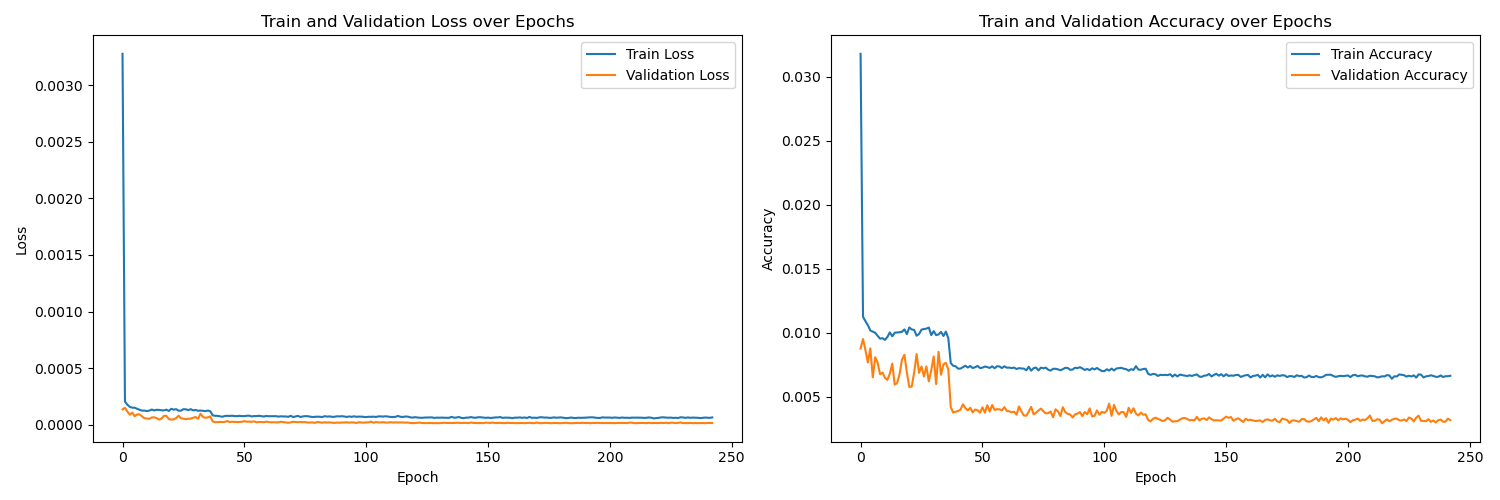 Train and Validation Loss over Epochs
Train Loss
Validation Loss
0.0030
0.0025
0.0020
0.0015
0.0010
0.0005
0.0000
Loss
0
50
100
150
200
250
Epoch
Train and Validation Accuracy over Epochs
Train Accuracy
Validation Accuracy
0.030
0.025
0.020
0.015
0.010
0.005
Accuracy
0
50
100
150
200
250
Epoch